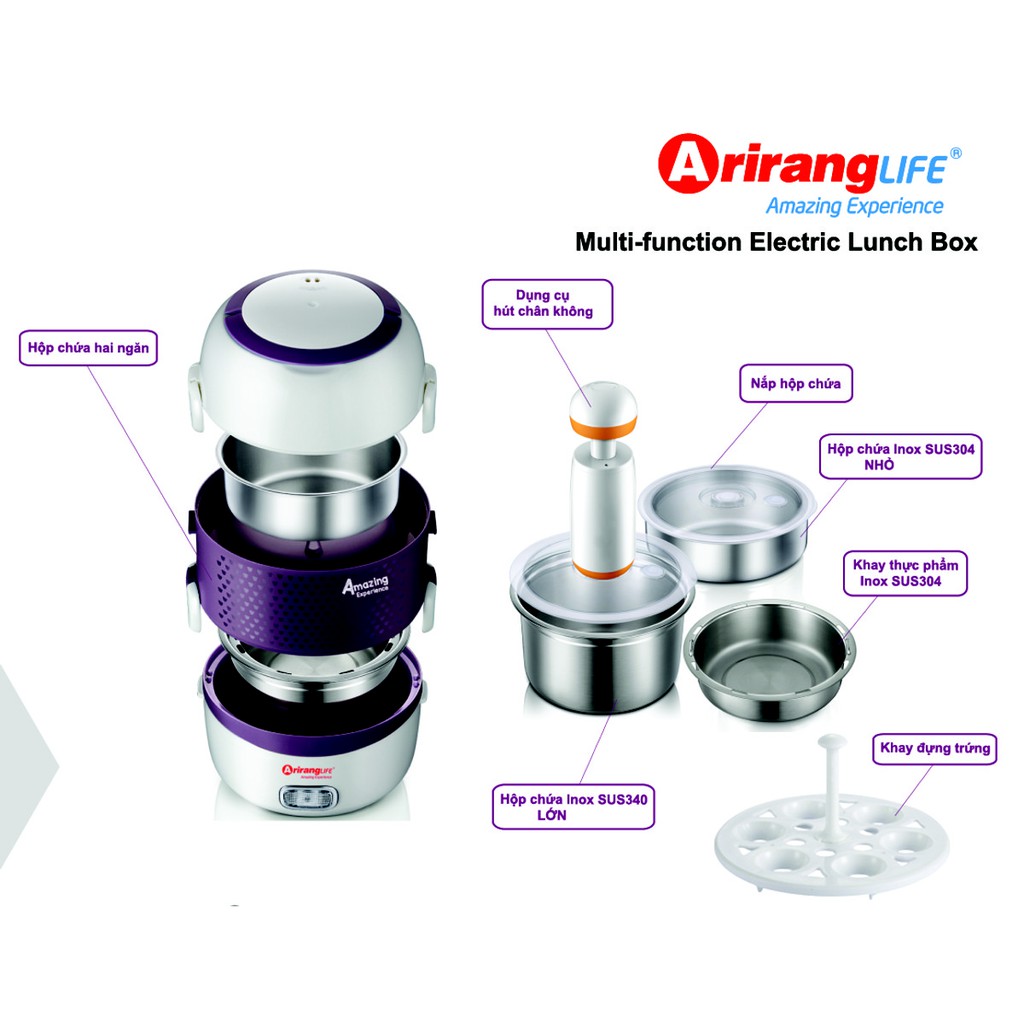 AriranglIFE®
Amazing Experience
Multi-function Electric Lunch Box
Dụng cụ
hút chân không
Hộp chứa hai ngăn
Nắp hộp chứa
Hộp chứa Inox SUS304
NHỎ
Khay thực phẩm
Inox SUS304
Amazing
Experience
Khay đựng trứng
ArirangLIFE
Amazing Experience
Hộp chứa Inox SUS340
LỚN